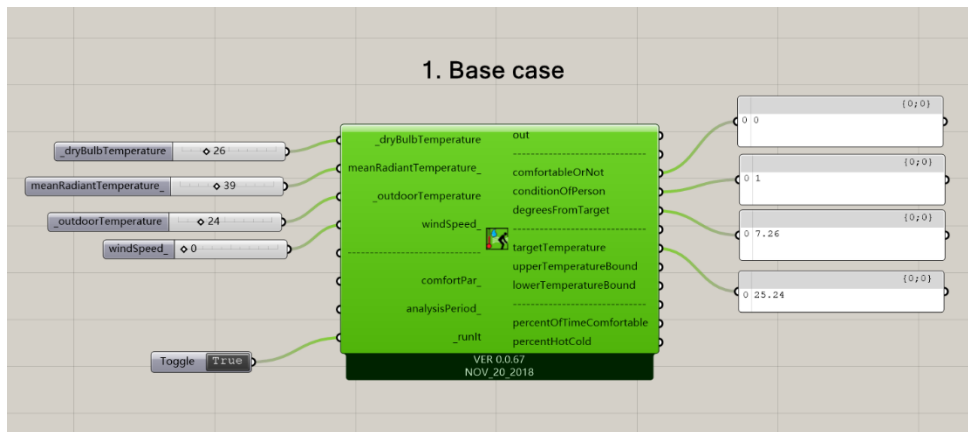 1. Base case
_dryBulbTemperature 26
meanRadiantTemperature_ 39
_outdoorTemperature 24
windSpeed_ 0
Toggle True
_dryBulbTemperature
meanRadiantTemperature_
_outdoorTemperature
windSpeed_
comfortPar_
analysisPeriod_
_runIt
out
comfortableOrNot
conditionOfPerson
degreesFromTarget
targetTemperature
upperTemperatureBound
lowerTemperatureBound
percentOfTimeComfortable
percentHotCold
VER 0.0.67
NOV_20_2018
{0;0}
0 0
{0;0}
0 1
{0;0}
0 7.26
{0;0}
0 25.24